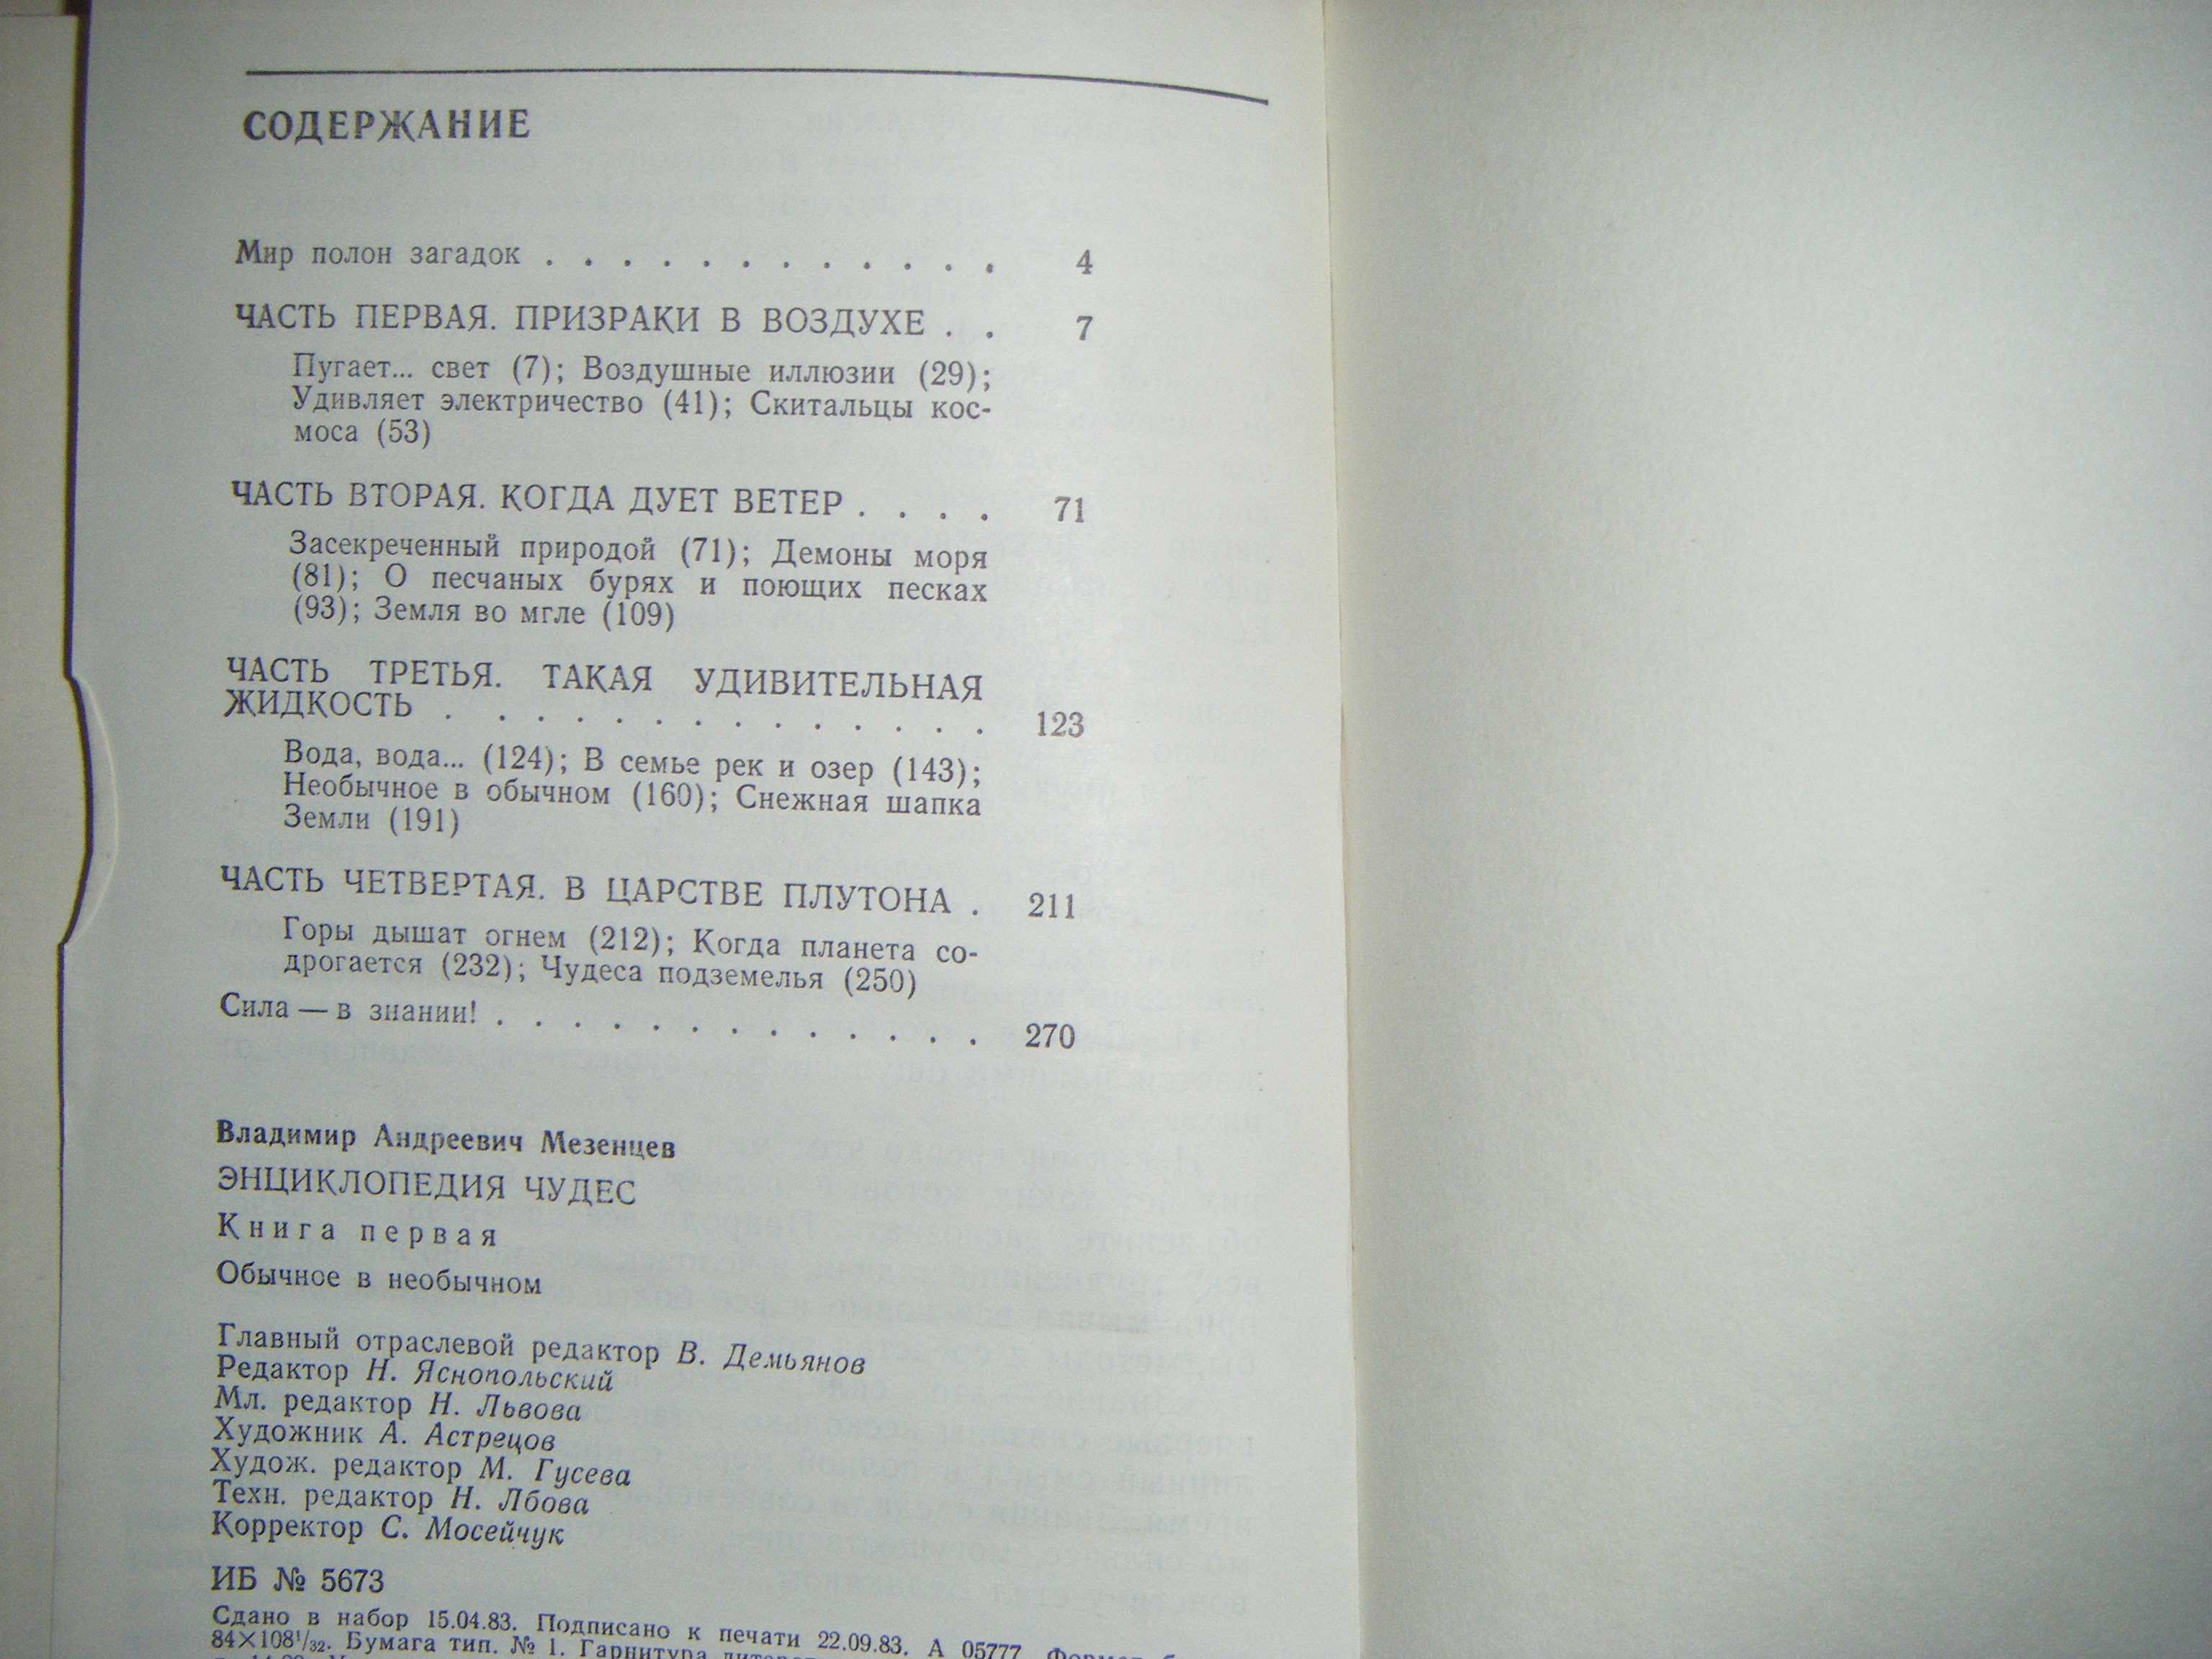 СОДЕРЖАНИЕ
Мир полон загадок . . . . . . . . . . . . 4
ЧАСТЬ ПЕРВАЯ. ПРИЗРАКИ В ВОЗДУХЕ . . 7
Пугает... свет (7); Воздушные иллюзии (29);
Удивляет электричество (41); Скитальцы кос-
моса (53)
ЧАСТЬ ВТОРАЯ. КОГДА ДУЕТ ВЕТЕР . . . . 71
Засекреченный природой (71); Демоны моря
(81); О песчаных бурях и поющих песках
(93); Земля во мгле (109)
ЧАСТЬ ТРЕТЬЯ. ТАКАЯ УДИВИТЕЛЬНАЯ
ЖИДКОСТЬ . . . . . . . . . . . . . . 123
Вода, вода... (124); В семье рек и озер (143);
Необычное в обычном (160); Снежная шапка
Земли (191)
ЧАСТЬ ЧЕТВЕРТАЯ. В ЦАРСТВЕ ПЛУТОНА . 211
Горы дышат огнем (212); Когда планета со-
дрогается (232); Чудеса подземелья (250)
Сила — в знании! . . . . . . . . . . . . . 270
Владимир Андреевич Мезенцев
ЭНЦИКЛОПЕДИЯ ЧУДЕС
Книга первая
Обычное в необычном
Главный отраслевой редактор В. Демьянов
Редактор Н. Яснопольский
Мл. редактор Н. Львова
Художник А. Астрецов
Худож. редактор М. Гусева
Техн. редактор Н. Лбова
Корректор С. Мосейчук
ИБ № 5673
Сдано в набор 15.04.83. Подписано к печати 22.09.83. А 05777. Формат
84×108¹/₃₂. Бумага тип. № 1. Гарнитура